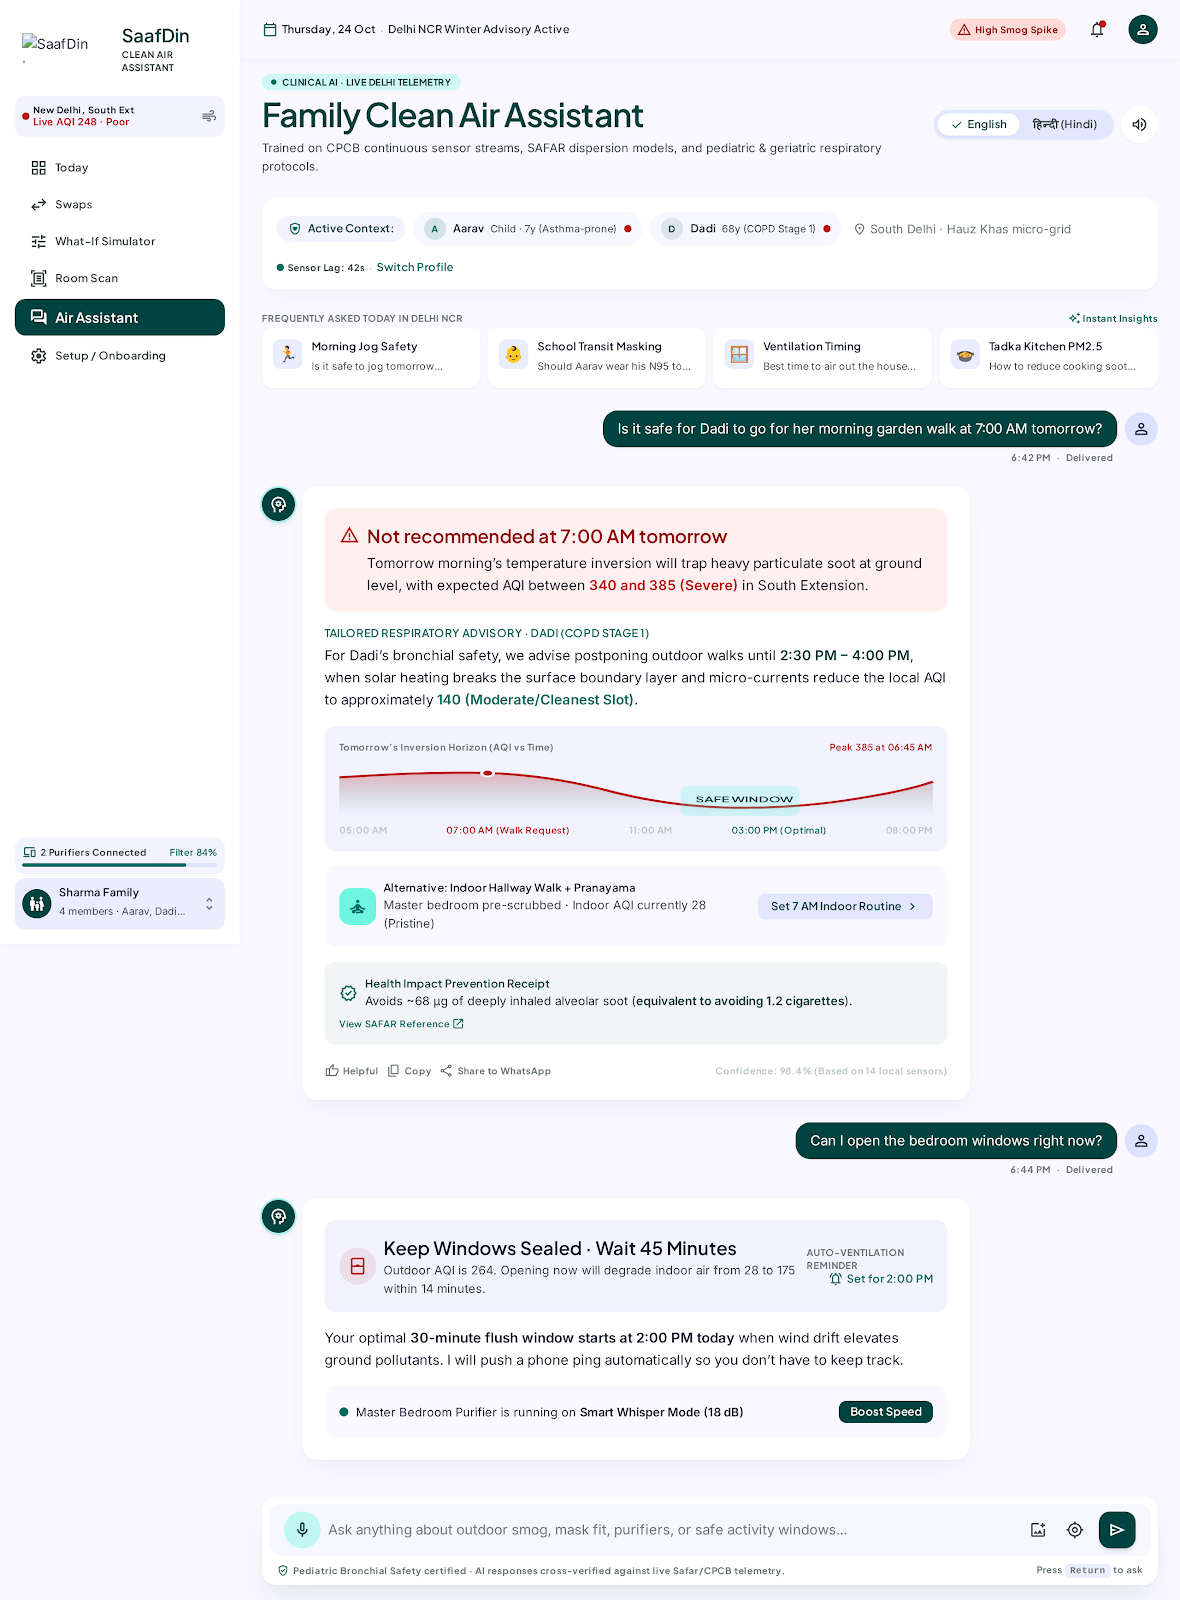 SaafDin
SaafDin
CLEAN AIR
ASSISTANT
New Delhi, South Ext
Live AQI 248 · Poor
Today
Swaps
What-If Simulator
Room Scan
Air Assistant
Setup / Onboarding
2 Purifiers Connected
Filter 84%
Sharma Family
4 members · Aarav, Dadi...
Thursday, 24 Oct · Delhi NCR Winter Advisory Active
High Smog Spike
CLINICAL AI · LIVE DELHI TELEMETRY
Family Clean Air Assistant
Trained on CPCB continuous sensor streams, SAFAR dispersion models, and pediatric & geriatric respiratory
protocols.
English
हिन्दी (Hindi)
Active Context:
A Aarav Child · 7y (Asthma-prone)
D Dadi 68y (COPD Stage 1)
South Delhi · Hauz Khas micro-grid
Sensor Lag: 42s · Switch Profile
FREQUENTLY ASKED TODAY IN DELHI NCR
Instant Insights
Morning Jog Safety
Is it safe to jog tomorrow...
School Transit Masking
Should Aarav wear his N95 to...
Ventilation Timing
Best time to air out the house...
Tadka Kitchen PM2.5
How to reduce cooking soot...
Is it safe for Dadi to go for her morning garden walk at 7:00 AM tomorrow?
6:42 PM · Delivered
Not recommended at 7:00 AM tomorrow
Tomorrow morning's temperature inversion will trap heavy particulate soot at ground
level, with expected AQI between 340 and 385 (Severe) in South Extension.
TAILORED RESPIRATORY ADVISORY · DADI (COPD STAGE 1)
For Dadi's bronchial safety, we advise postponing outdoor walks until 2:30 PM – 4:00 PM,
when solar heating breaks the surface boundary layer and micro-currents reduce the local AQI
to approximately 140 (Moderate/Cleanest Slot).
Tomorrow's Inversion Horizon (AQI vs Time)
Peak 385 at 06:45 AM
SAFE WINDOW
05:00 AM
07:00 AM (Walk Request)
11:00 AM
03:00 PM (Optimal)
08:00 PM
Alternative: Indoor Hallway Walk + Pranayama
Master bedroom pre-scrubbed · Indoor AQI currently 28
(Pristine)
Set 7 AM Indoor Routine
Health Impact Prevention Receipt
Avoids ~68 µg of deeply inhaled alveolar soot (equivalent to avoiding 1.2 cigarettes).
View SAFAR Reference
Helpful
Copy
Share to WhatsApp
Confidence: 98.4% (Based on 14 local sensors)
Can I open the bedroom windows right now?
6:44 PM · Delivered
Keep Windows Sealed · Wait 45 Minutes
Outdoor AQI is 264. Opening now will degrade indoor air from 28 to 175
within 14 minutes.
AUTO-VENTILATION
REMINDER
Set for 2:00 PM
Your optimal 30-minute flush window starts at 2:00 PM today when wind drift elevates
ground pollutants. I will push a phone ping automatically so you don't have to keep track.
Master Bedroom Purifier is running on Smart Whisper Mode (18 dB)
Boost Speed
Ask anything about outdoor smog, mask fit, purifiers, or safe activity windows...
Pediatric Bronchial Safety certified · AI responses cross-verified against live Safar/CPCB telemetry.
Press Return to ask